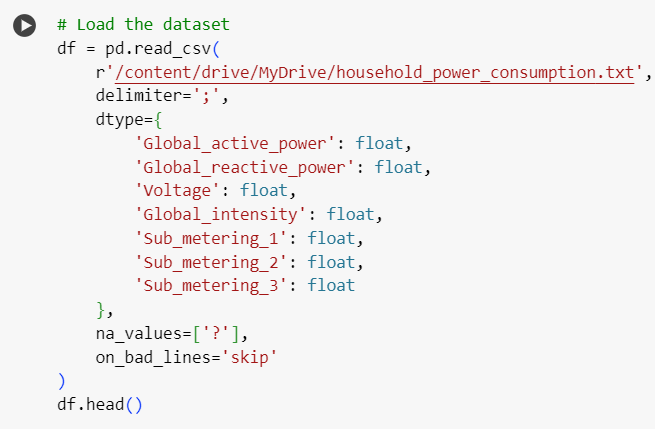 # Load the dataset
df = pd.read_csv(
    r'/content/drive/MyDrive/household_power_consumption.txt',
    delimiter=';',
    dtype={
        'Global_active_power': float,
        'Global_reactive_power': float,
        'Voltage': float,
        'Global_intensity': float,
        'Sub_metering_1': float,
        'Sub_metering_2': float,
        'Sub_metering_3': float
    },
    na_values=['?'],
    on_bad_lines='skip'
)
df.head()